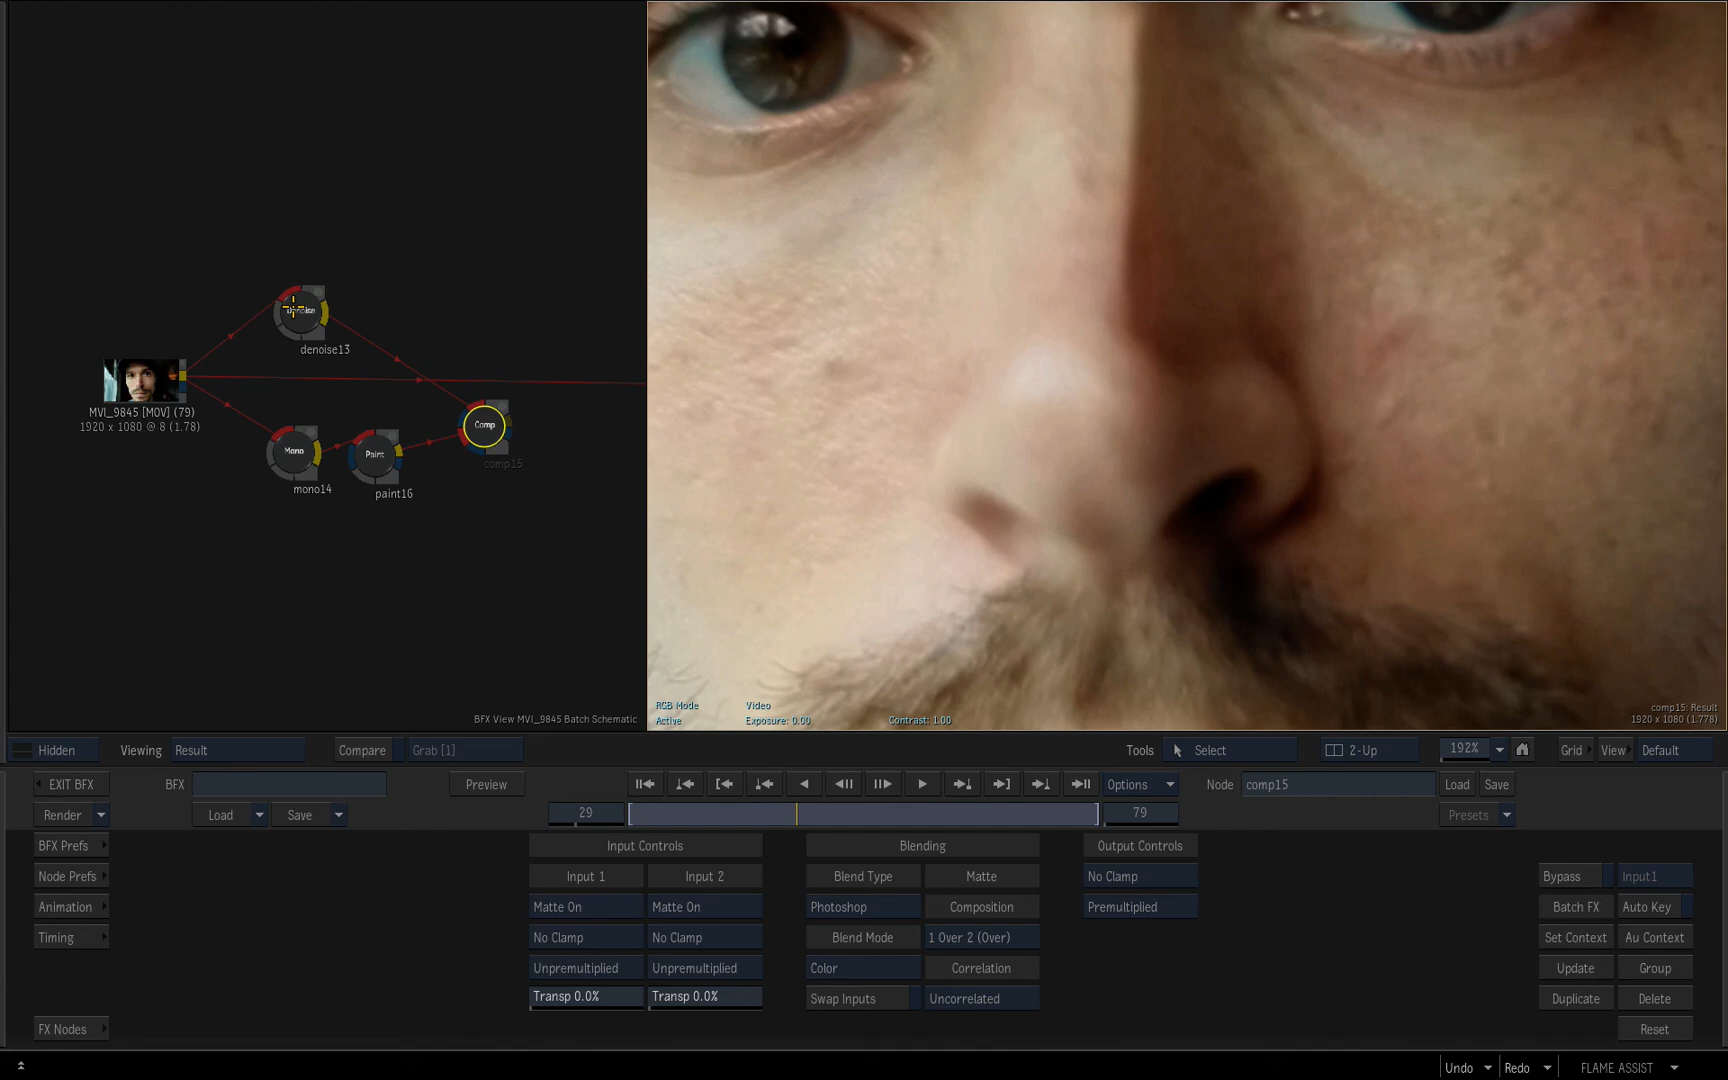 Denoise
denoise13
MVI_9845 [MOV] (79)
1920 x 1080 @ 8 (1.78)
Mono
mono14
Paint
paint16
Comp
comp15
BFX View MVI_9845 Batch Schematic
RGB Mode
Active
Video
Exposure: 0.00
Contrast: 1.00
comp15: Result
1920 x 1080 (1.778)
Hidden
Viewing
Result
Compare
Grab [1]
Tools
Select
2-Up
192%
Grid
View
Default
EXIT BFX
BFX
Preview
Options
Node
comp15
Load
Save
Render
Load
Save
29
79
Presets
BFX Prefs
Input Controls
Blending
Output Controls
Node Prefs
Input 1
Input 2
Blend Type
Matte
No Clamp
Bypass
Input1
Animation
Matte On
Matte On
Photoshop
Composition
Premultiplied
Batch FX
Auto Key
Timing
No Clamp
No Clamp
Blend Mode
1 Over 2 (Over)
Set Context
Au Context
Unpremultiplied
Unpremultiplied
Color
Correlation
Update
Group
Transp 0.0%
Transp 0.0%
Swap Inputs
Uncorrelated
Duplicate
Delete
FX Nodes
Reset
Undo
Redo
FLAME ASSIST